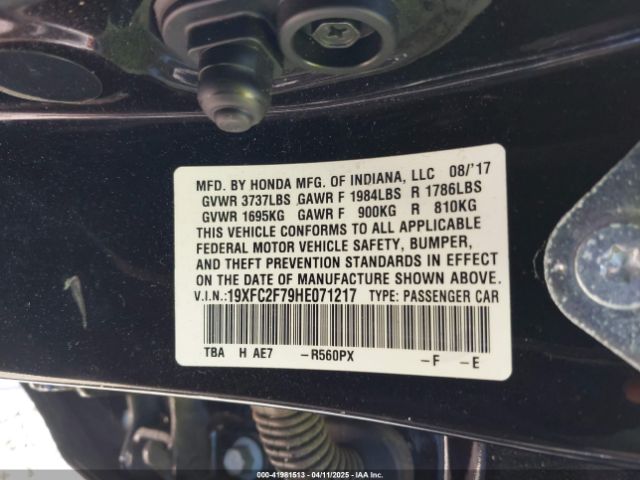 MFD. BY HONDA MFG. OF INDIANA, LLC 08/'17
GVWR 3737LBS GAWR F 1984LBS R 1786LBS
GVWR 1695KG GAWR F 900KG R 810KG
THIS VEHICLE CONFORMS TO ALL APPLICABLE
FEDERAL MOTOR VEHICLE SAFETY, BUMPER,
AND THEFT PREVENTION STANDARDS IN EFFECT
ON THE DATE OF MANUFACTURE SHOWN ABOVE.
V.I.N.:19XFC2F79HE071217 TYPE: PASSENGER CAR
TBA H AE7 -R560PX -F -E
000-41981513 - 04/11/2025 - IAAI.COM